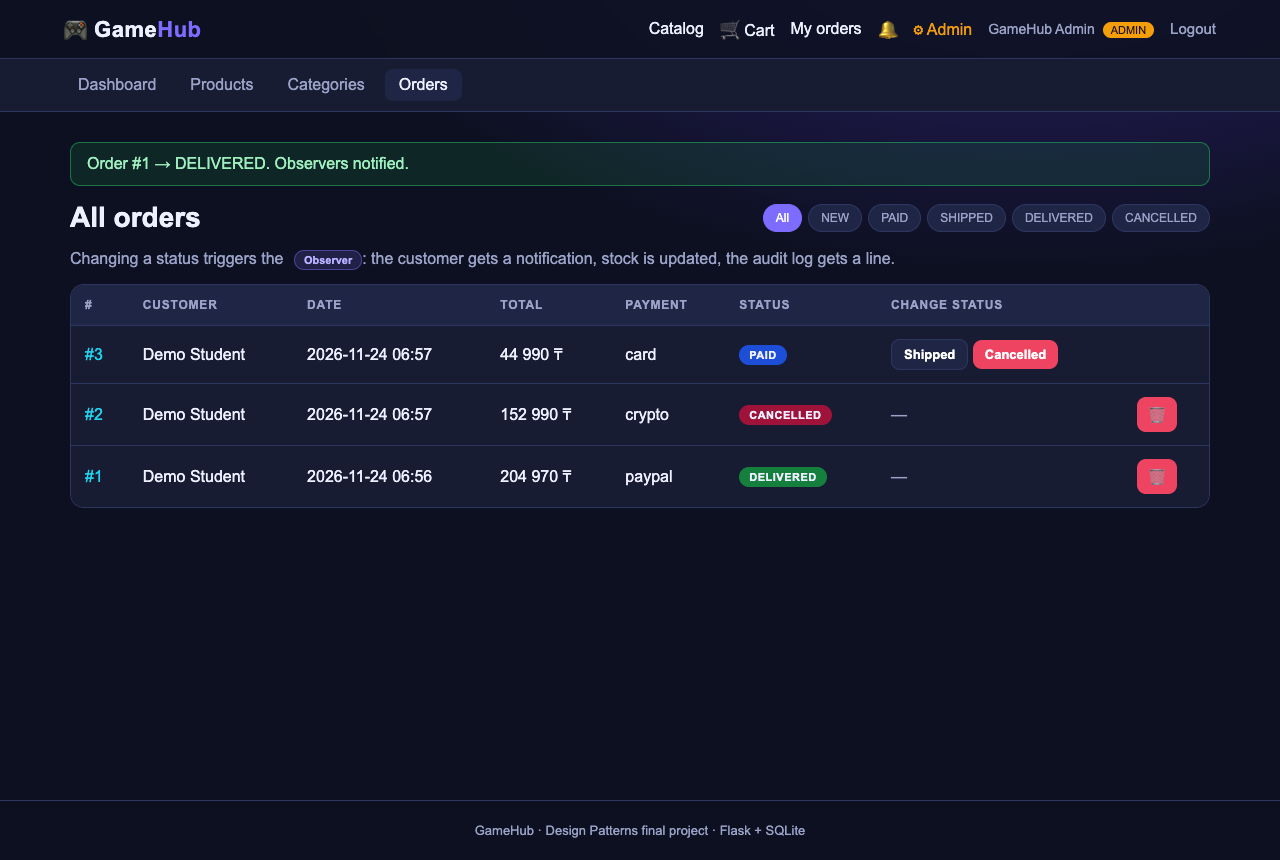 GameHub
Catalog Cart My orders Admin GameHub Admin ADMIN Logout
Dashboard Products Categories Orders
Order #1 → DELIVERED. Observers notified.
All orders
All NEW PAID SHIPPED DELIVERED CANCELLED
Changing a status triggers the Observer: the customer gets a notification, stock is updated, the audit log gets a line.
# CUSTOMER DATE TOTAL PAYMENT STATUS CHANGE STATUS
#3 Demo Student 2026-11-24 06:57 44 990 ₸ card PAID Shipped Cancelled
#2 Demo Student 2026-11-24 06:57 152 990 ₸ crypto CANCELLED —
#1 Demo Student 2026-11-24 06:56 204 970 ₸ paypal DELIVERED —
GameHub · Design Patterns final project · Flask + SQLite